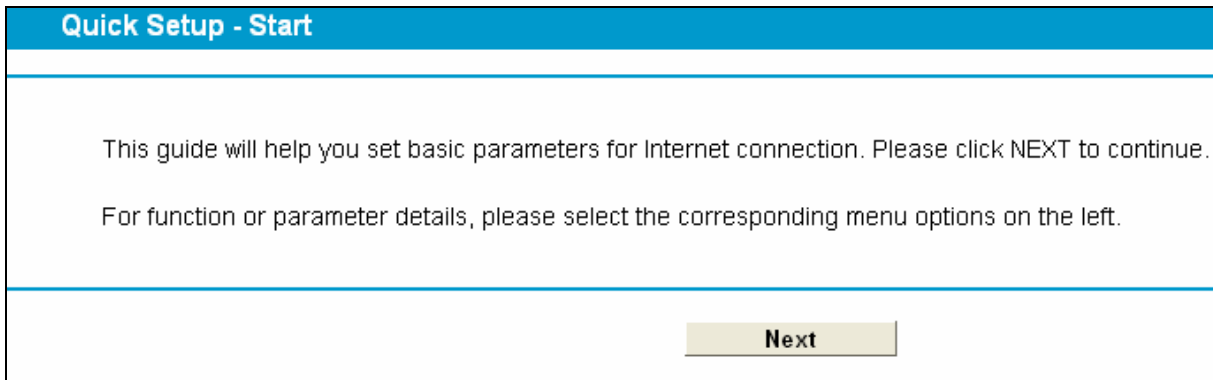 Quick Setup - Start
This guide will help you set basic parameters for Internet connection. Please click NEXT to continue.
For function or parameter details, please select the corresponding menu options on the left.
Next